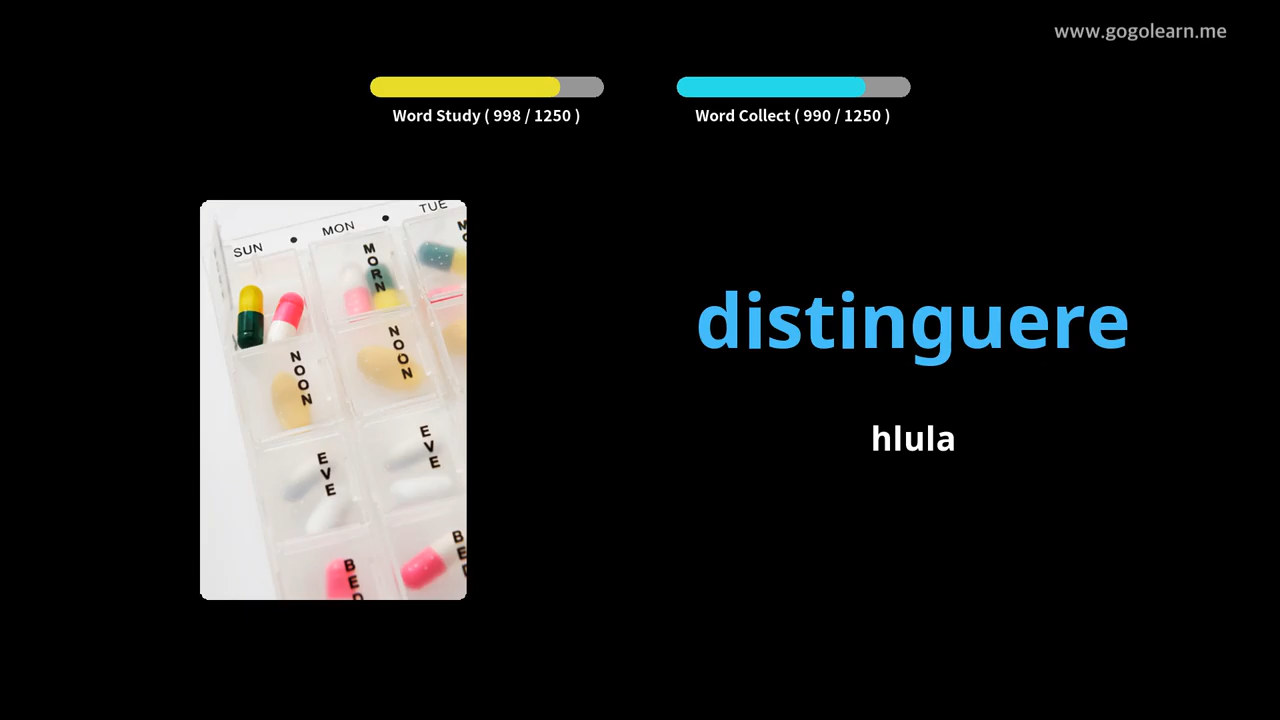 www.gogolearn.me
Word Study ( 998 / 1250 )
Word Collect ( 990 / 1250 )
SUN • MON • TUE
MORN
NOON
NOON
EVE
EVE
BED
distinguere
hlula